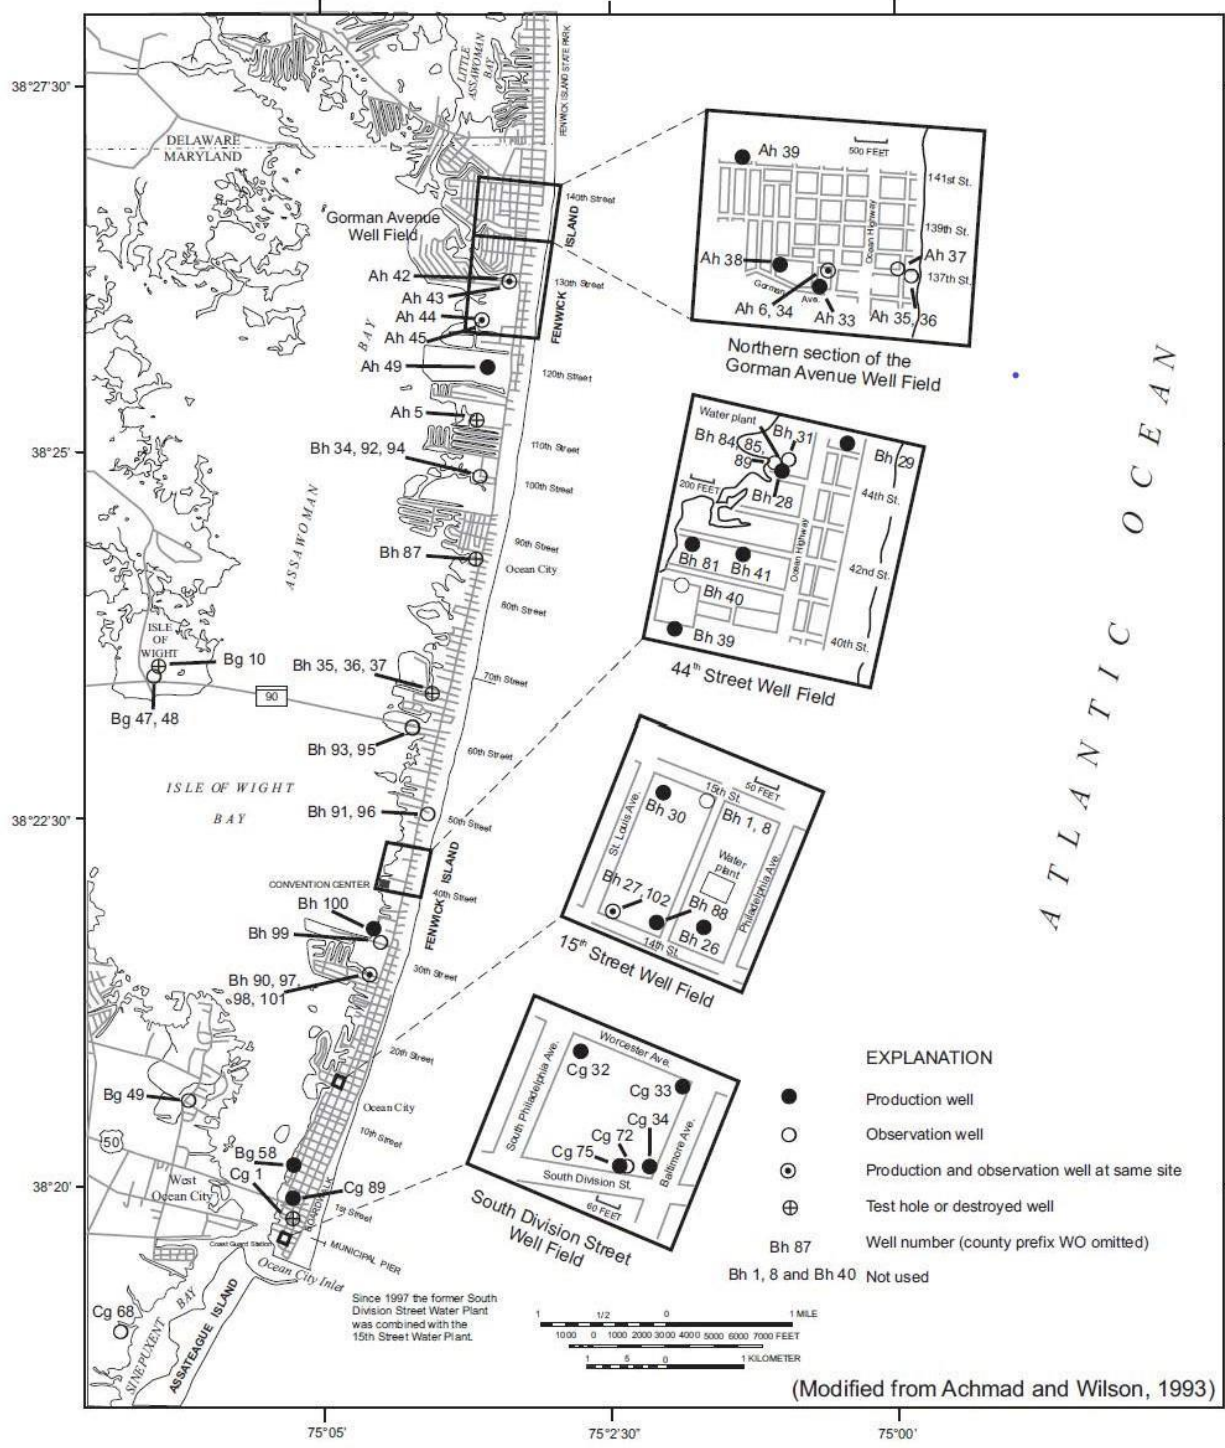 38°27'30"
38°25'
38°22'30"
38°20'
75°05'
75°2'30"
75°00'
LITTLE
ASSAWOMAN
BAY
FENWICK ISLAND STATE PARK
DELAWARE
MARYLAND
140th Street
Gorman Avenue
Well Field
ISLAND
FENWICK
Ah 42
130th Street
Ah 43
Ah 44
BAY
Ah 45
Ah 49
120th Street
Ah 5
110th Street
Bh 34, 92, 94
100th Street
ASSAWOMAN
90th Street
Bh 87
Ocean City
80th Street
ISLE
OF
WIGHT
Bg 10
Bh 35, 36, 37
70th Street
90
Bg 47, 48
Bh 93, 95
60th Street
ISLE OF WIGHT
BAY
Bh 91, 96
50th Street
FENWICK ISLAND
CONVENTION CENTER
40th Street
Bh 100
Bh 99
30th Street
Bh 90, 97,
98, 101
20th Street
Bg 49
Ocean City
10th Street
50
Bg 58
Cg 1
West
Ocean City
Cg 89
1st Street
BOARDWALK
Coast Guard Station
MUNICIPAL PIER
Ocean City Inlet
Cg 68
SINEPUXENT BAY
ASSATEAGUE ISLAND
ATLANTIC OCEAN
Ah 39
500 FEET
141st St.
Ocean Highway
139th St.
Ah 38
Ah 37
137th St.
Gorman Ave.
Ah 6, 34
Ah 33
Ah 35, 36
Northern section of the
Gorman Avenue Well Field
Water plant
Bh 31
Bh 84, 85,
89
Bh 29
200 FEET
Bh 28
44th St.
Ocean Highway
Bh 81
Bh 41
42nd St.
Bh 40
Bh 39
40th St.
44th Street Well Field
50 FEET
15th St.
Bh 30
Bh 1, 8
St. Louis Ave.
Water
plant
Philadelphia Ave.
Bh 27, 102
Bh 88
Bh 26
14th St.
15th Street Well Field
Worcester Ave.
Cg 32
Cg 33
South Philadelphia Ave.
Cg 34
Cg 72
Cg 75
Baltimore Ave.
South Division St.
60 FEET
South Division Street
Well Field
EXPLANATION
Production well
Observation well
Production and observation well at same site
Test hole or destroyed well
Bh 87 Well number (county prefix WO omitted)
Bh 1, 8 and Bh 40 Not used
Since 1997 the former South
Division Street Water Plant
was combined with the
15th Street Water Plant.
1 1/2 0 1 MILE
1000 0 1000 2000 3000 4000 5000 6000 7000 FEET
1 5 0 1 KILOMETER
(Modified from Achmad and Wilson, 1993)